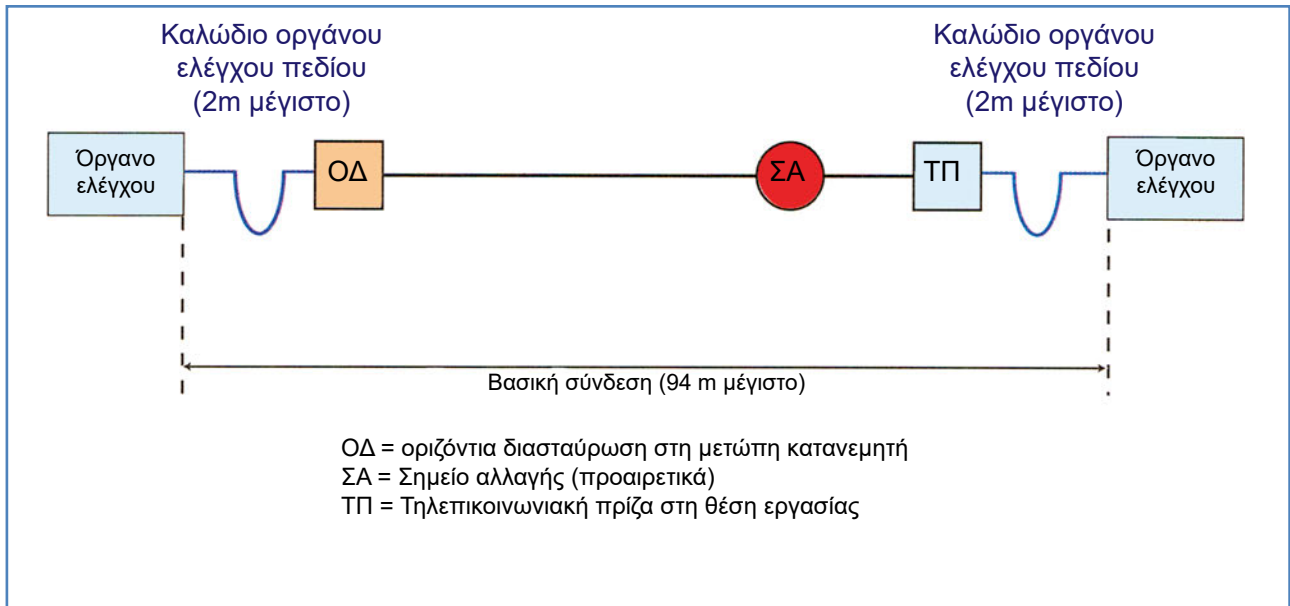 Καλώδιο οργάνου
ελέγχου πεδίου
(2m μέγιστο)
Καλώδιο οργάνου
ελέγχου πεδίου
(2m μέγιστο)
Όργανο
ελέγχου
ΟΔ
ΣΑ
ΤΠ
Όργανο
ελέγχου
Βασική σύνδεση (94 m μέγιστο)
ΟΔ = οριζόντια διασταύρωση στη μετώπη κατανεμητή
ΣΑ = Σημείο αλλαγής (προαιρετικά)
ΤΠ = Τηλεπικοινωνιακή πρίζα στη θέση εργασίας